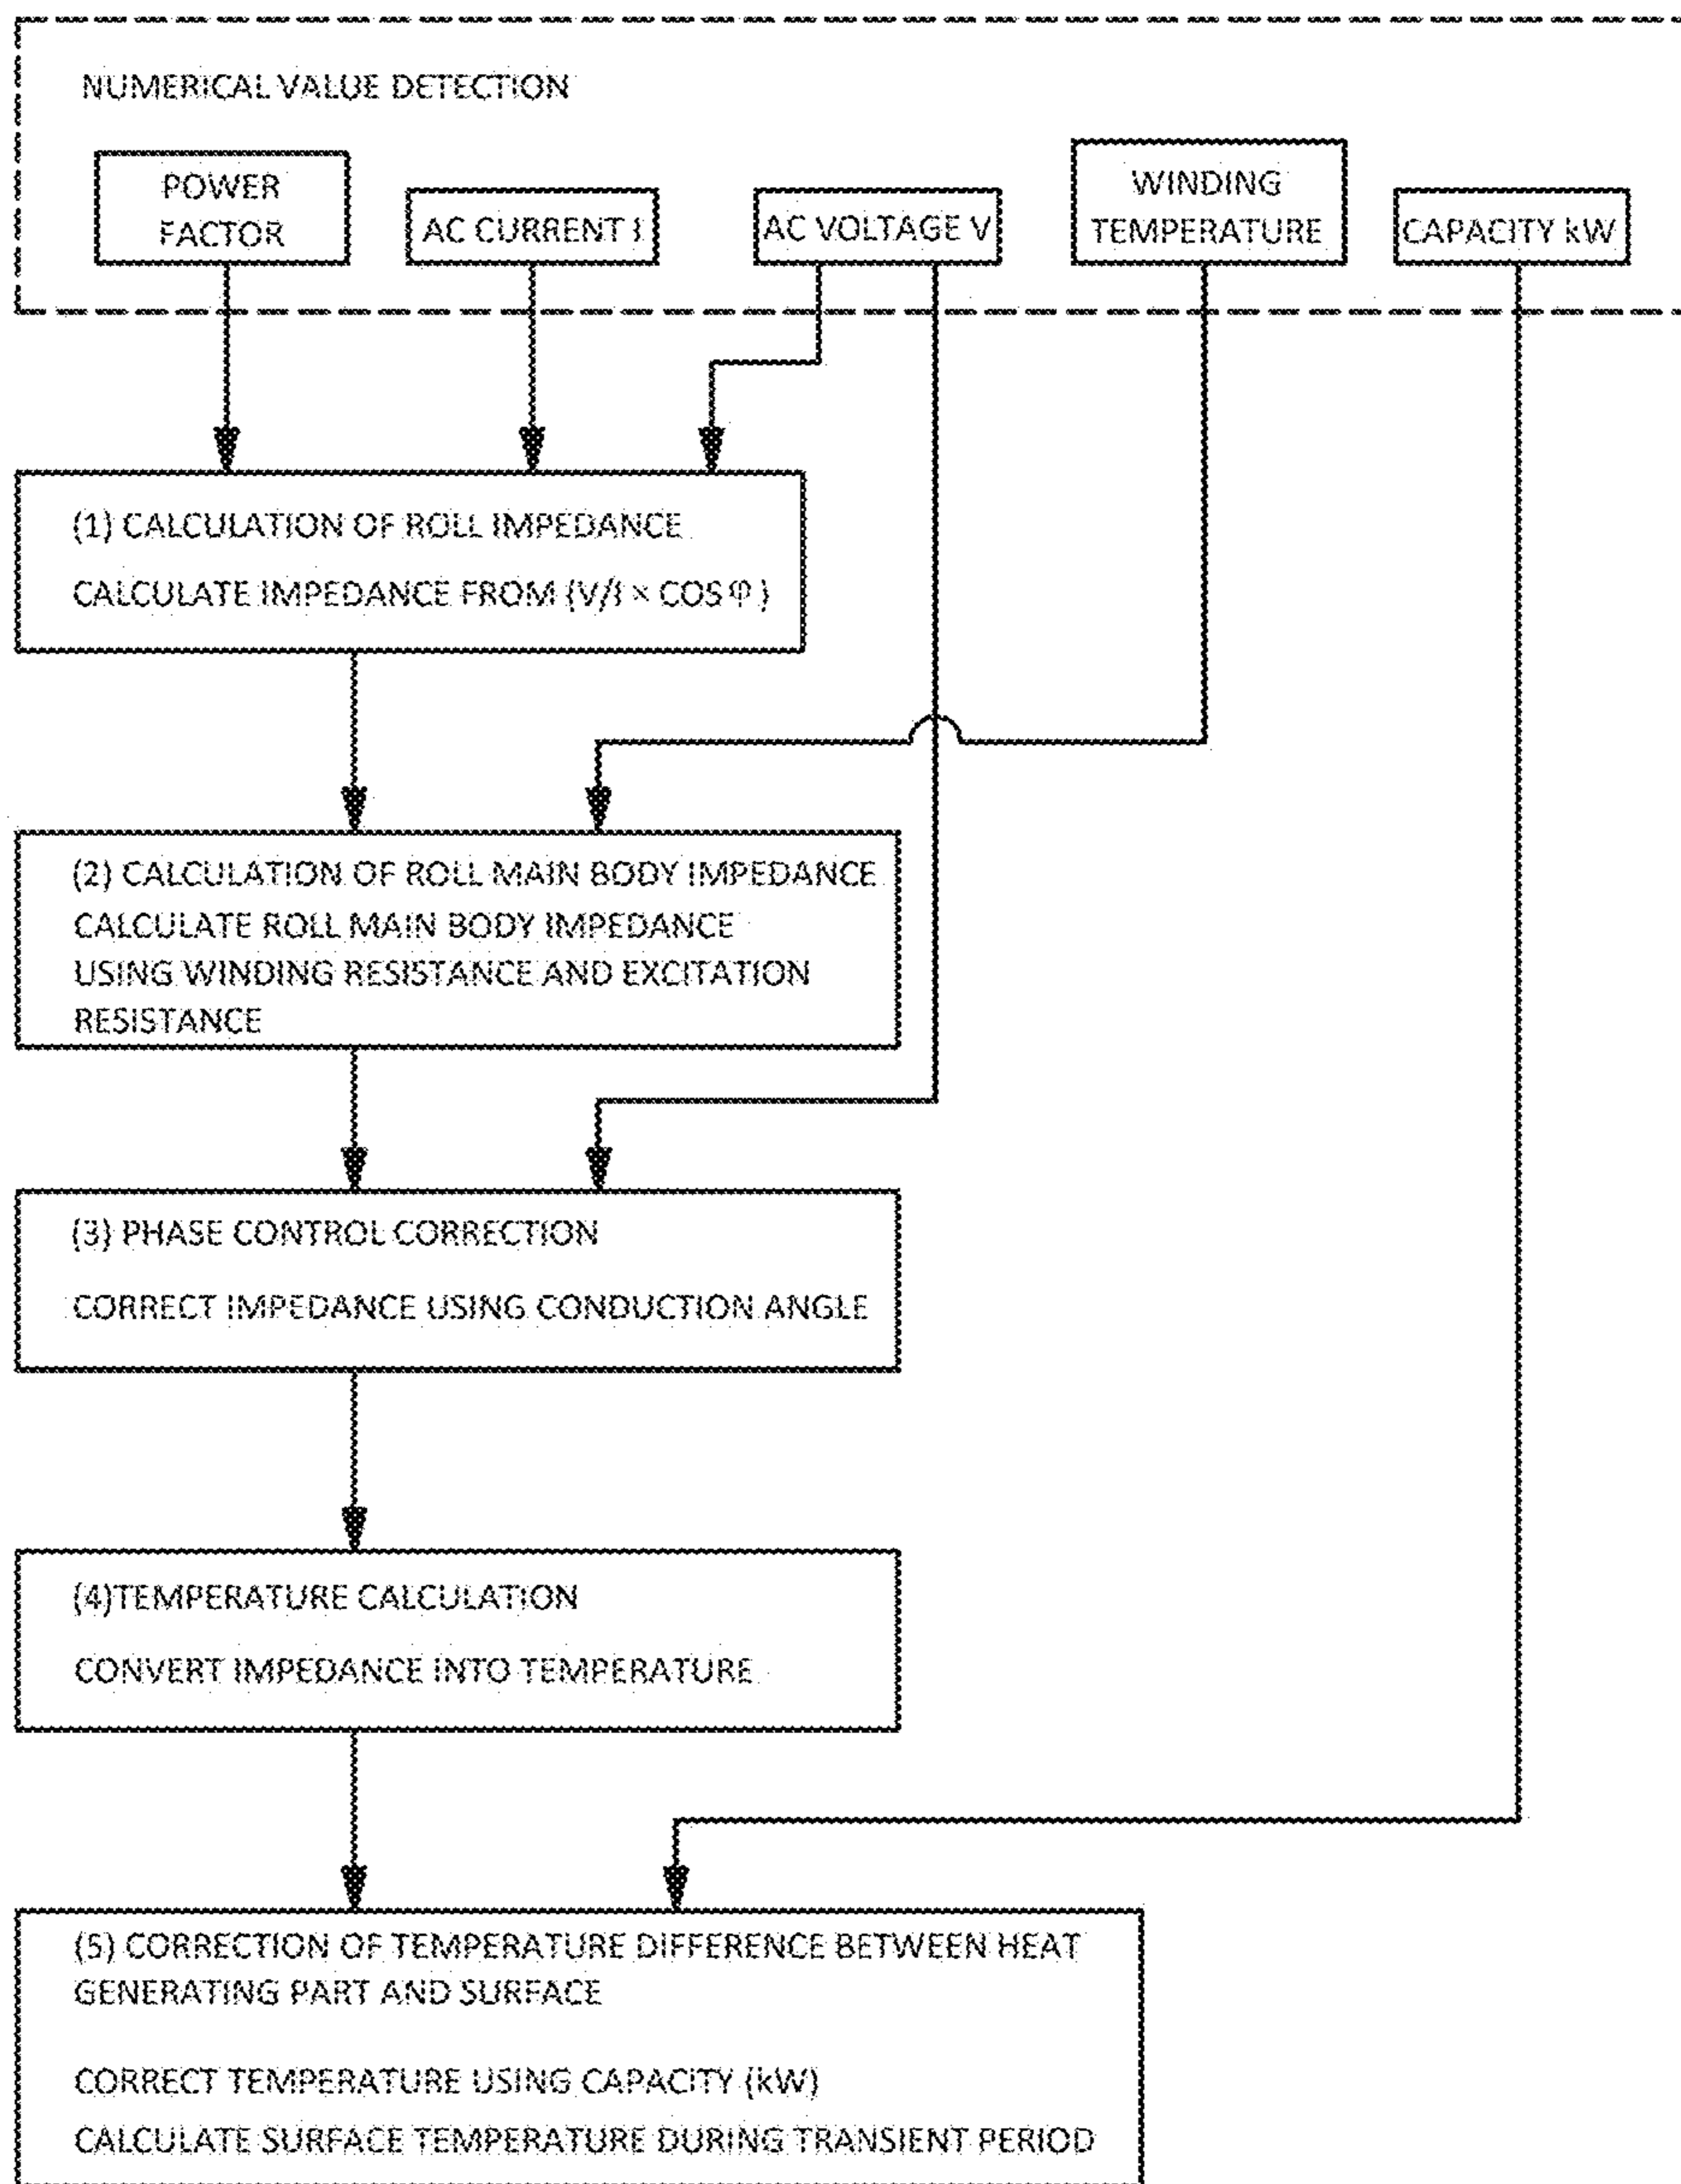 NUMERICAL VALUE DETECTION
POWER
FACTOR
AC CURRENT I
AC VOLTAGE V
WINDING
TEMPERATURE
CAPACITY kW
(1) CALCULATION OF ROLL IMPEDANCE
CALCULATE IMPEDANCE FROM (V/I × COS φ )
(2) CALCULATION OF ROLL MAIN BODY IMPEDANCE
CALCULATE ROLL MAIN BODY IMPEDANCE
USING WINDING RESISTANCE AND EXCITATION
RESISTANCE
(3) PHASE CONTROL CORRECTION
CORRECT IMPEDANCE USING CONDUCTION ANGLE
(4)TEMPERATURE CALCULATION
CONVERT IMPEDANCE INTO TEMPERATURE
(5) CORRECTION OF TEMPERATURE DIFFERENCE BETWEEN HEAT
GENERATING PART AND SURFACE
CORRECT TEMPERATURE USING CAPACITY (kW)
CALCULATE SURFACE TEMPERATURE DURING TRANSIENT PERIOD